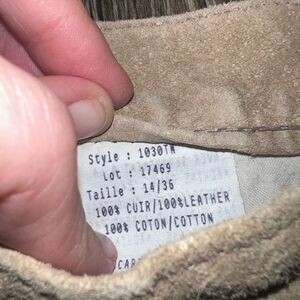 Style : 1030TM
Lot : 17469
Taille : 14/36
100% CUIR/100%LEATHER
100% COTON/COTTON